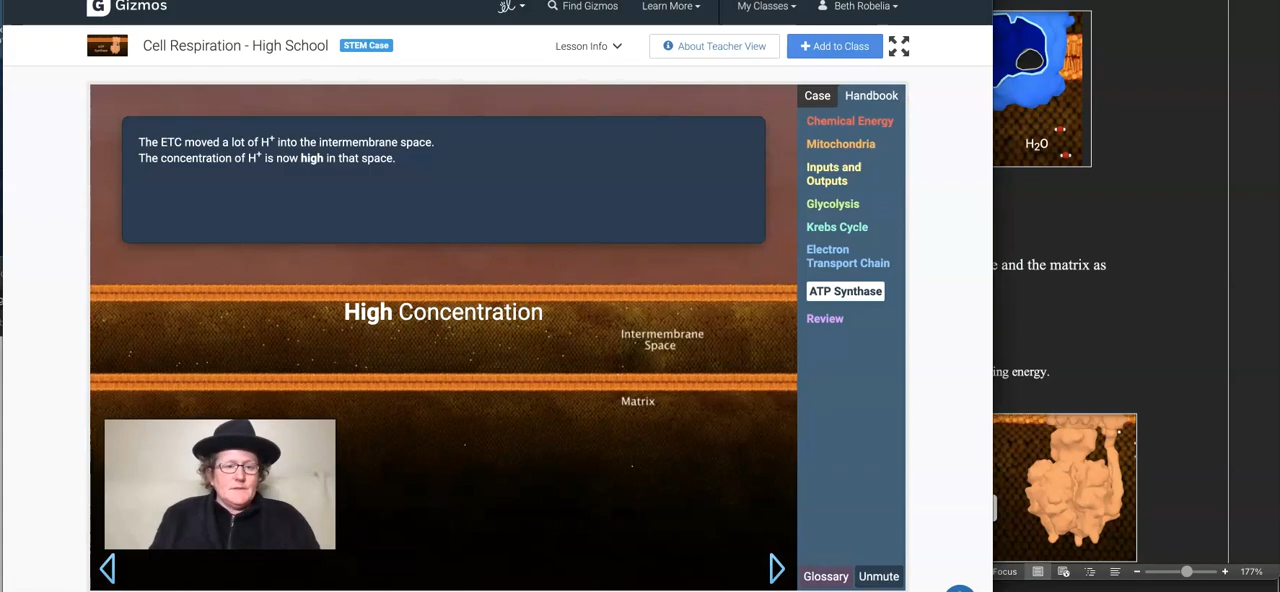 G Gizmos
Find Gizmos
Learn More
My Classes
Beth Robelia
Cell Respiration - High School
STEM Case
Lesson Info
About Teacher View
+ Add to Class
The ETC moved a lot of H⁺ into the intermembrane space.
The concentration of H⁺ is now high in that space.
High Concentration
Intermembrane
Space
Matrix
Case
Handbook
Chemical Energy
Mitochondria
Inputs and
Outputs
Glycolysis
Krebs Cycle
Electron
Transport Chain
ATP Synthase
Review
Glossary
Unmute
H₂O
e and the matrix as
ing energy.
Focus
177%